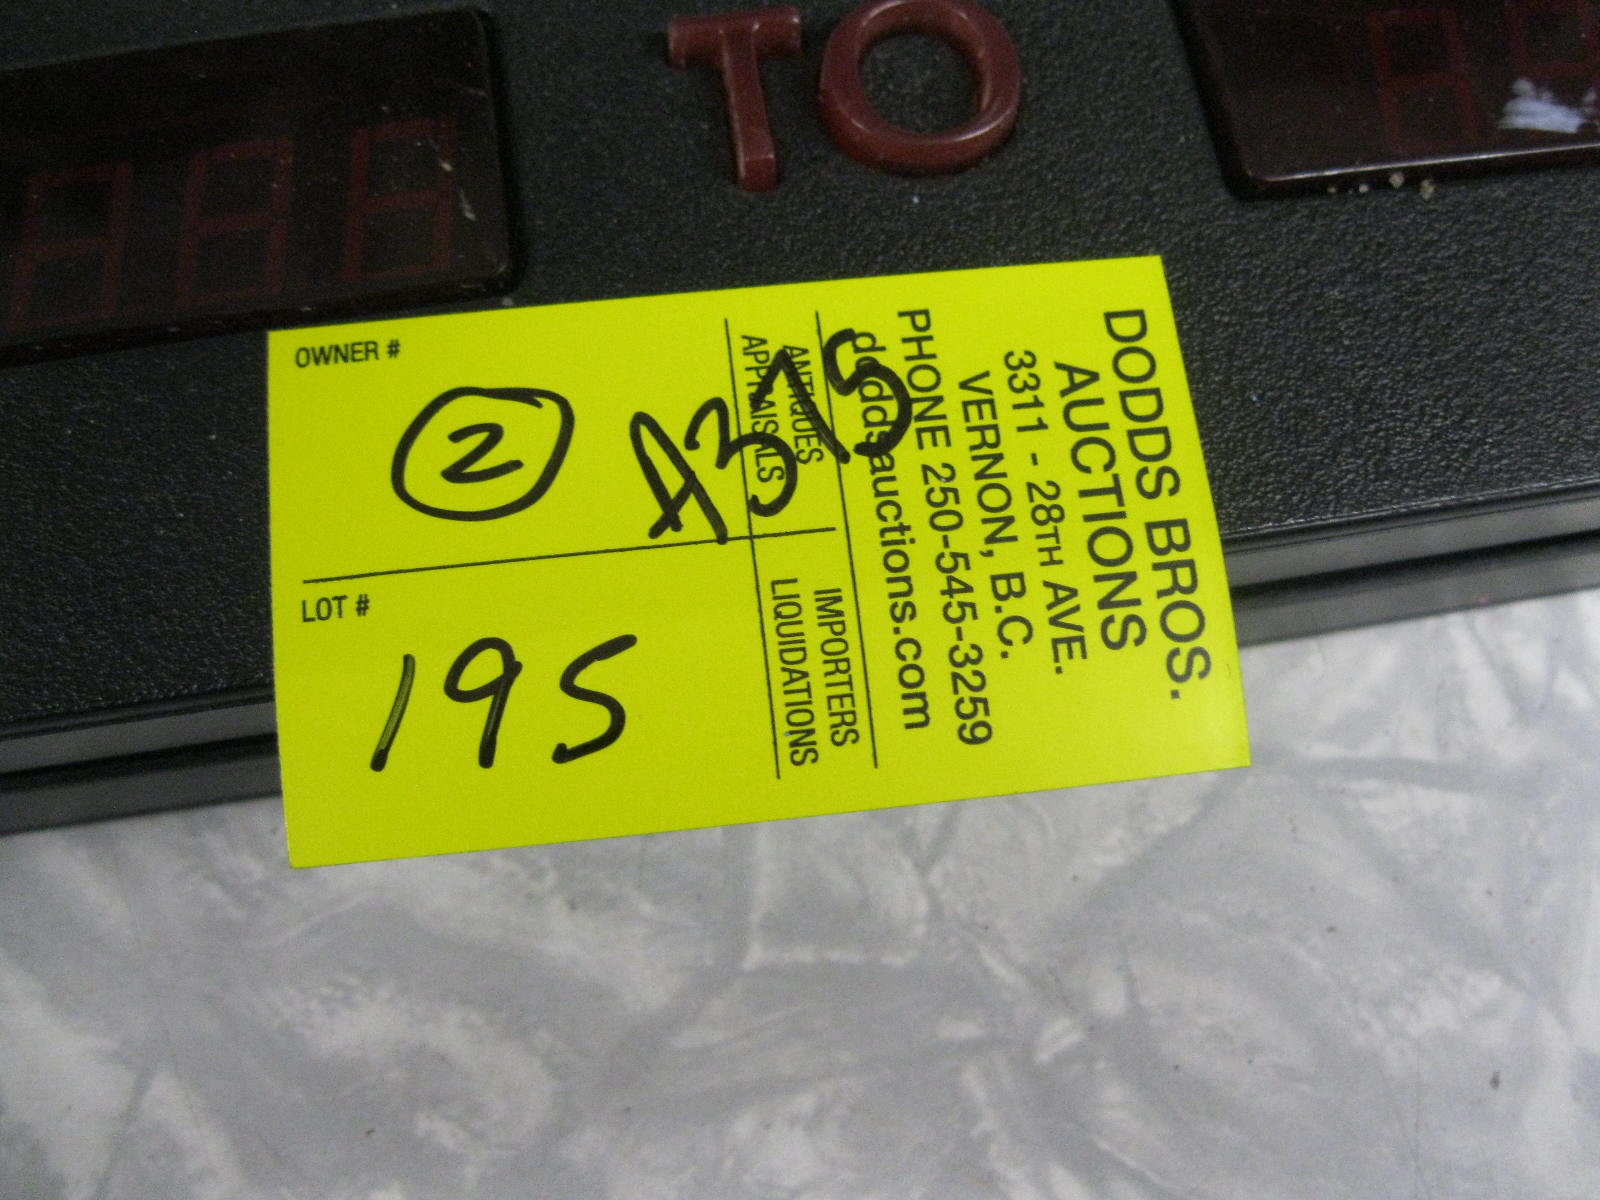 TO
OWNER #
2
A375
LOT #
195
DODDS BROS.
AUCTIONS
3311 - 28TH AVE.
VERNON, B.C.
PHONE 250-545-3259
doddsauctions.com
ANTIQUES
APPRAISALS
IMPORTERS
LIQUIDATIONS